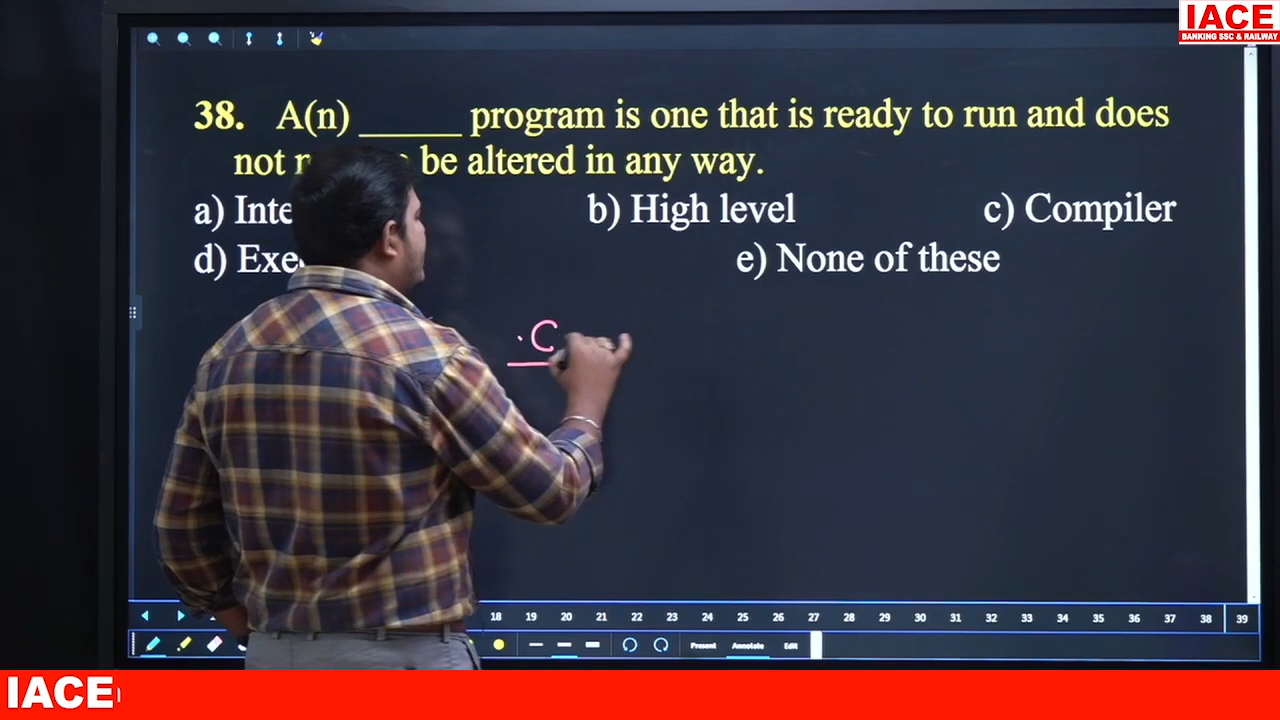 IACE
BANKING SSC & RAILWAY
38. A(n) ______ program is one that is ready to run and does
not be altered in any way.
a) b) High level c) Compiler
d) e) None of these
.C
18 19 20 21 22 23 24 25 26 27 28 29 30 31 32 33 34 35 36 37 38 39
Present Annotate Edit
IACE